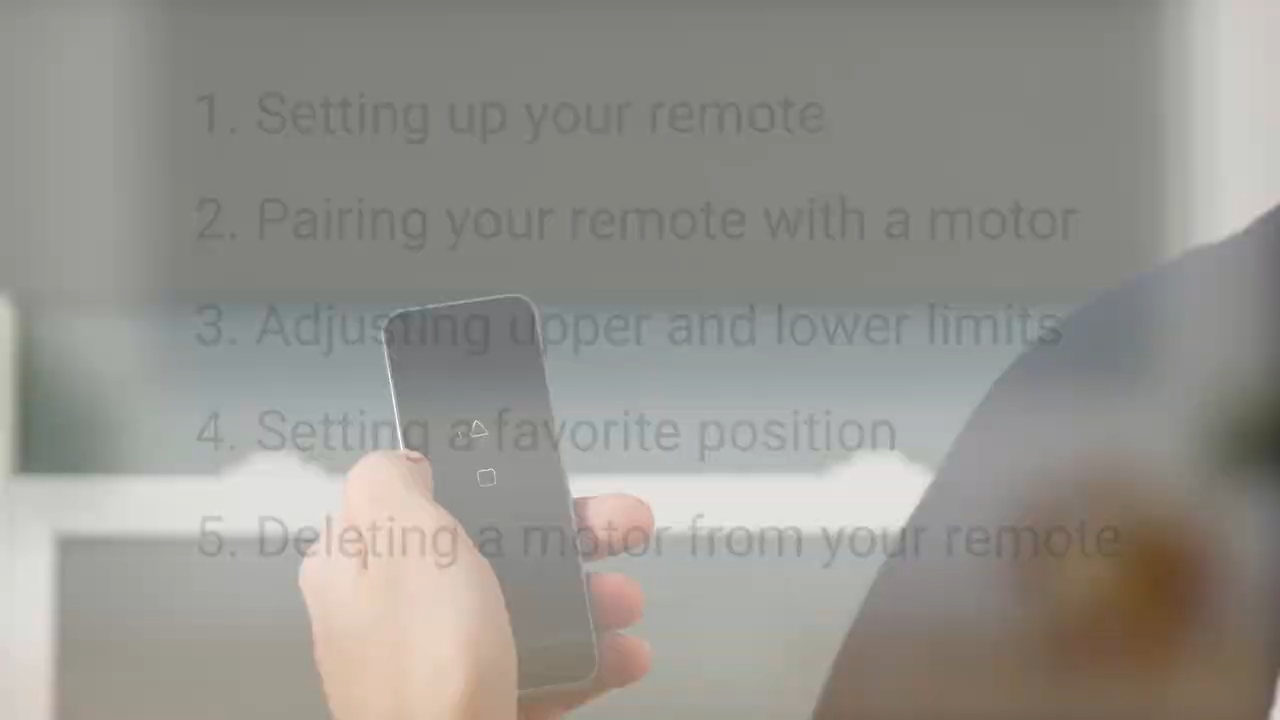 1. Setting up your remote
2. Pairing your remote with a motor
3. Adjusting upper and lower limits
4. Setting a favorite position
5. Deleting a motor from your remote